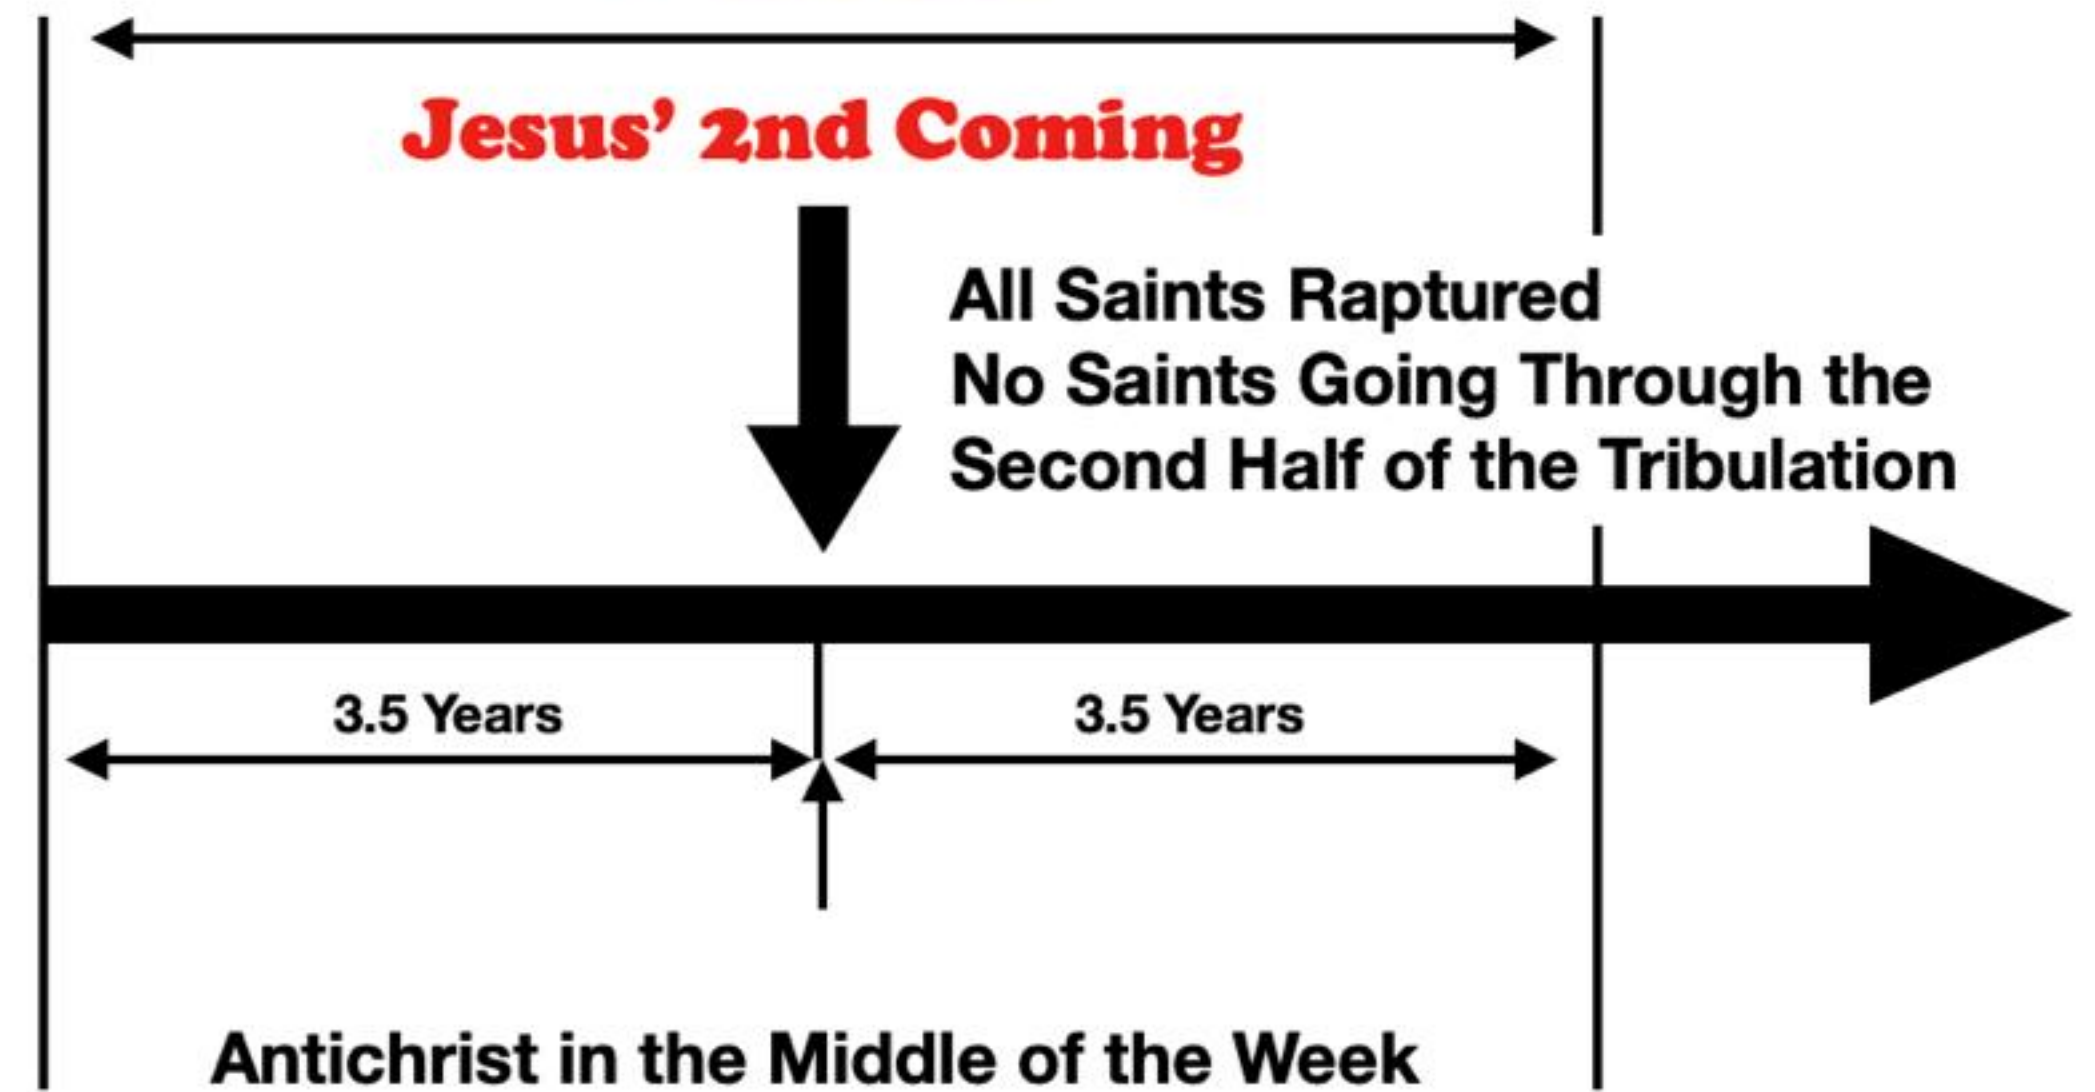 Jesus’ 2nd Coming
All Saints Raptured
No Saints Going Through the
Second Half of the Tribulation
3.5 Years
3.5 Years
Antichrist in the Middle of the Week